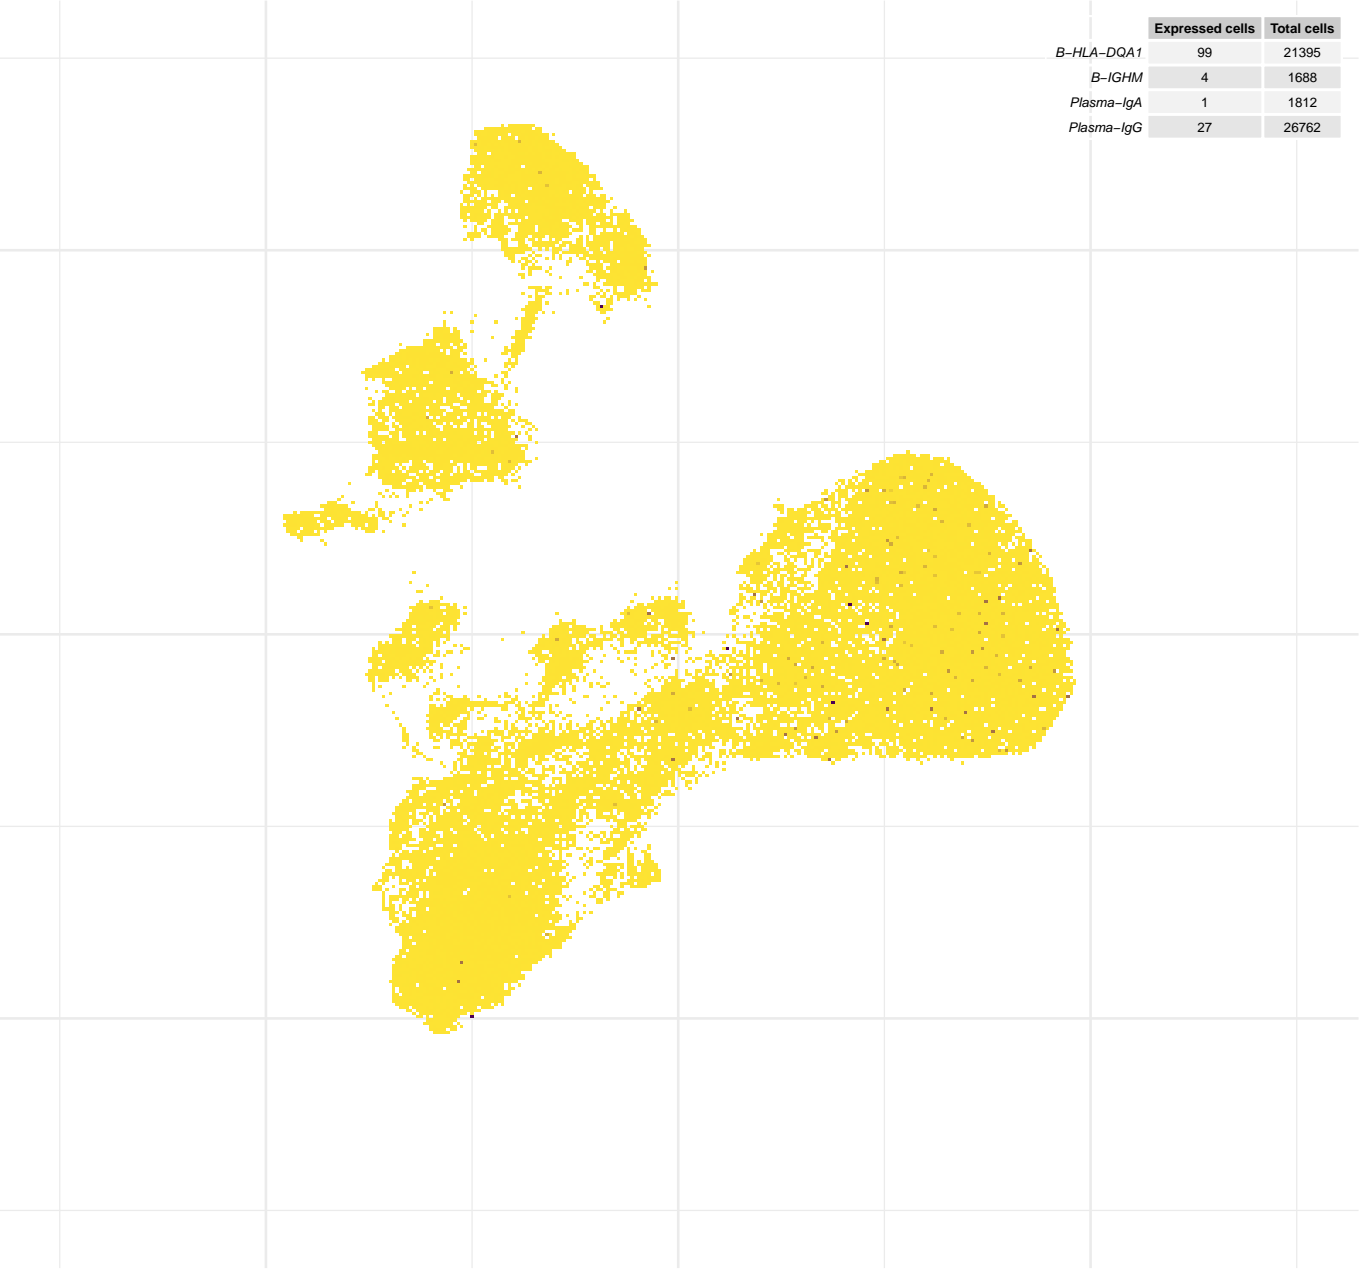 Expressed cells Total cells
B−HLA−DQA1 99 21395
B−IGHM 4 1688
Plasma−IgA 1 1812
Plasma−IgG 27 26762